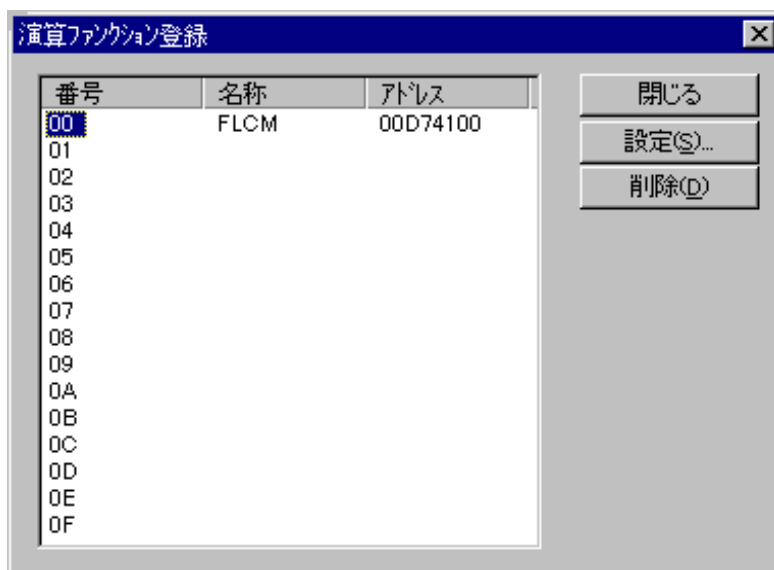 演算ﾌｧﾝｸｼｮﾝ登録
番号 名称 ｱﾄﾞﾚｽ
00 FLCM 00D74100
01
02
03
04
05
06
07
08
09
0A
0B
0C
0D
0E
0F
閉じる
設定(S)...
削除(D)